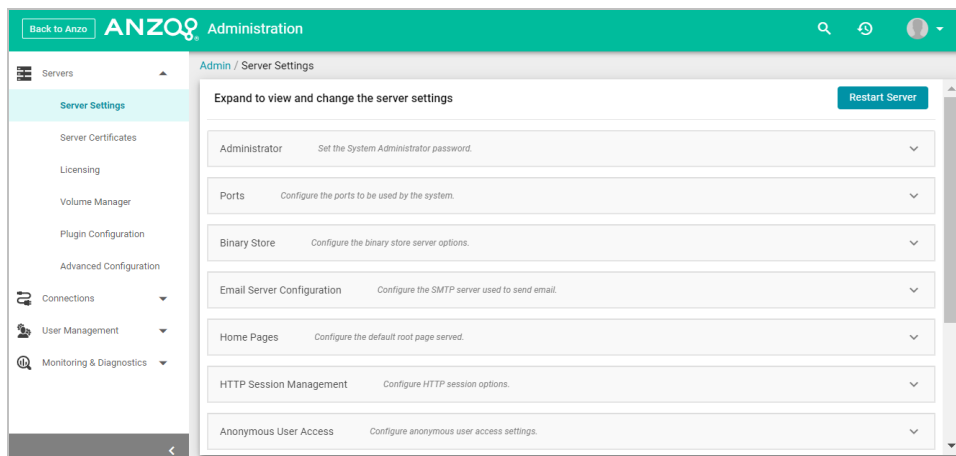 Back to Anzo ANZO® Administration
Servers
Server Settings
Server Certificates
Licensing
Volume Manager
Plugin Configuration
Advanced Configuration
Connections
User Management
Monitoring & Diagnostics
Admin / Server Settings
Expand to view and change the server settings Restart Server
Administrator Set the System Administrator password.
Ports Configure the ports to be used by the system.
Binary Store Configure the binary store server options.
Email Server Configuration Configure the SMTP server used to send email.
Home Pages Configure the default root page served.
HTTP Session Management Configure HTTP session options.
Anonymous User Access Configure anonymous user access settings.